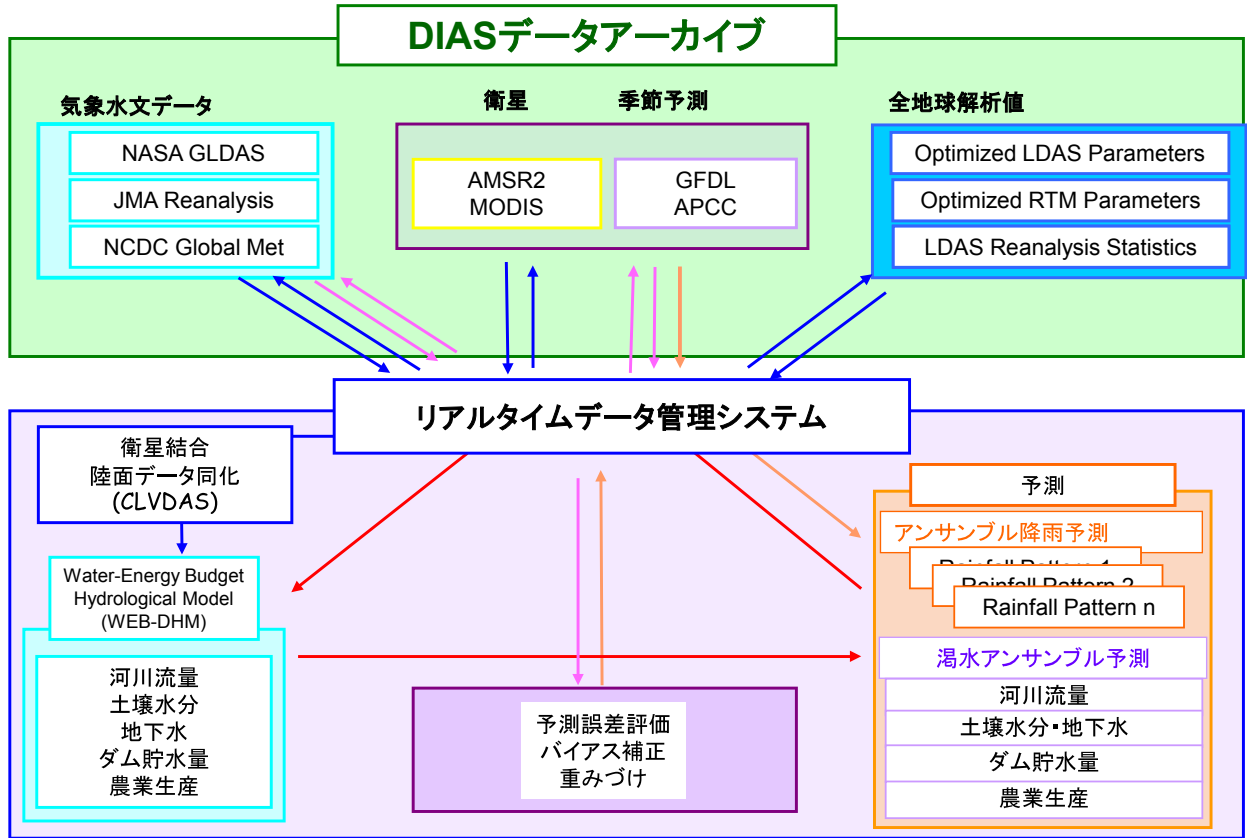 DIASデータアーカイブ
気象水文データ
NASA GLDAS
JMA Reanalysis
NCDC Global Met
衛星
季節予測
AMSR2
MODIS
GFDL
APCC
全地球解析値
Optimized LDAS Parameters
Optimized RTM Parameters
LDAS Reanalysis Statistics
リアルタイムデータ管理システム
衛星結合
陸面データ同化
(CLVDAS)
Water-Energy Budget
Hydrological Model
(WEB-DHM)
河川流量
土壌水分
地下水
ダム貯水量
農業生産
予測誤差評価
バイアス補正
重みづけ
予測
アンサンブル降雨予測
Rainfall Pattern 1
Rainfall Pattern 2
Rainfall Pattern n
渇水アンサンブル予測
河川流量
土壌水分・地下水
ダム貯水量
農業生産